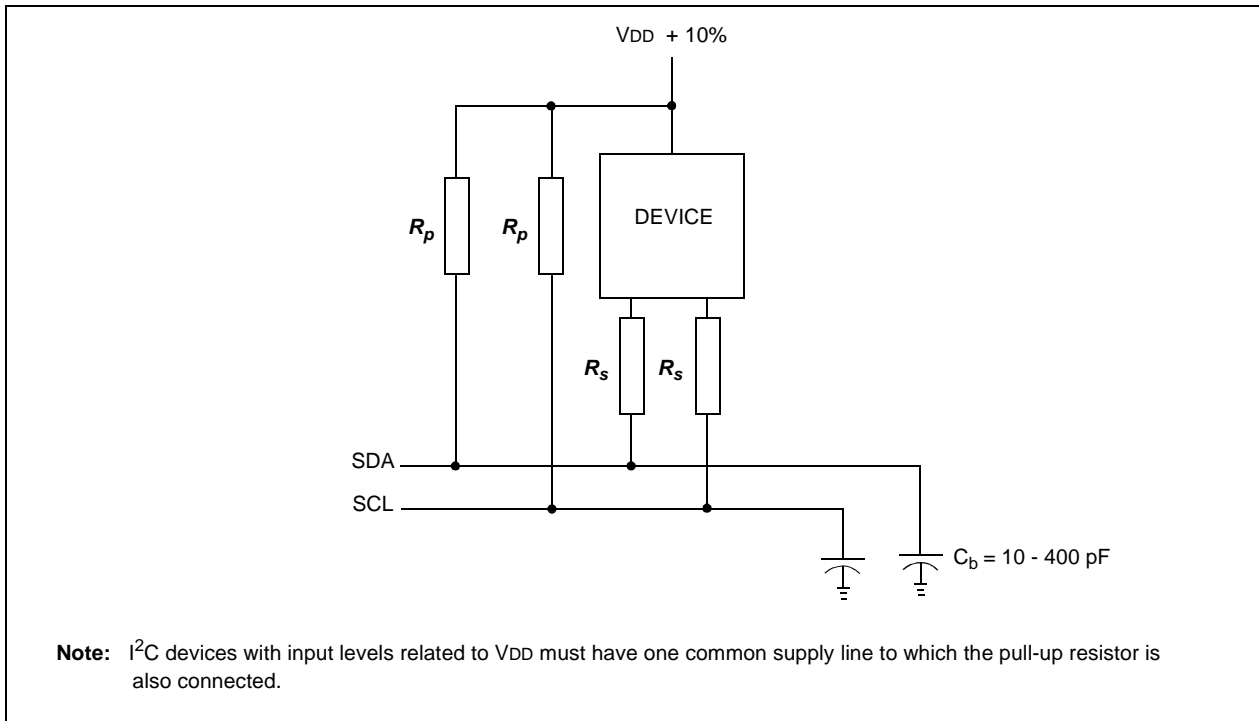 VDD + 10%
DEVICE
Rp
Rp
Rs
Rs
SDA
SCL
Cb = 10 - 400 pF
Note: I²C devices with input levels related to VDD must have one common supply line to which the pull-up resistor is
also connected.